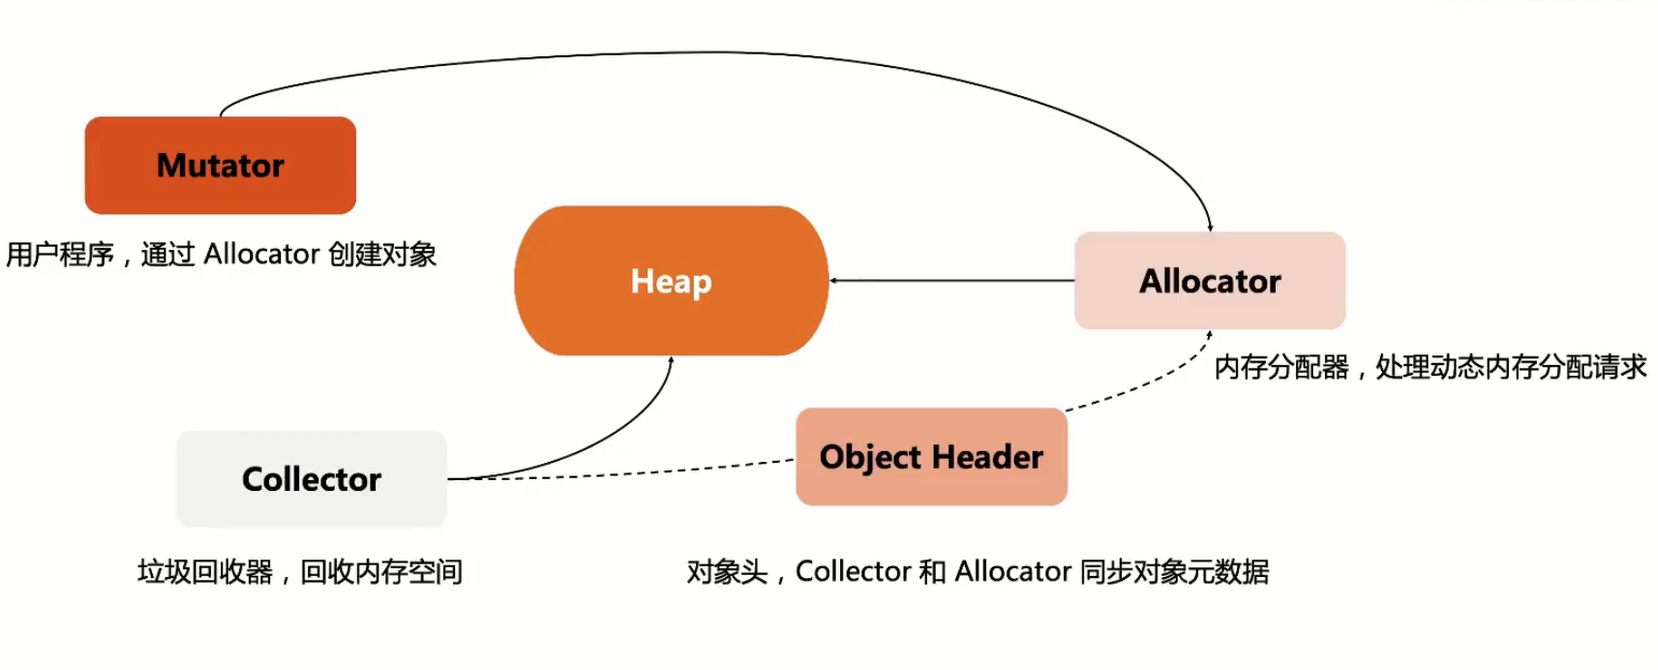 Mutator
用户程序，通过 Allocator 创建对象
Heap
Allocator
内存分配器，处理动态内存分配请求
Collector
Object Header
垃圾回收器，回收内存空间
对象头，Collector 和 Allocator 同步对象元数据